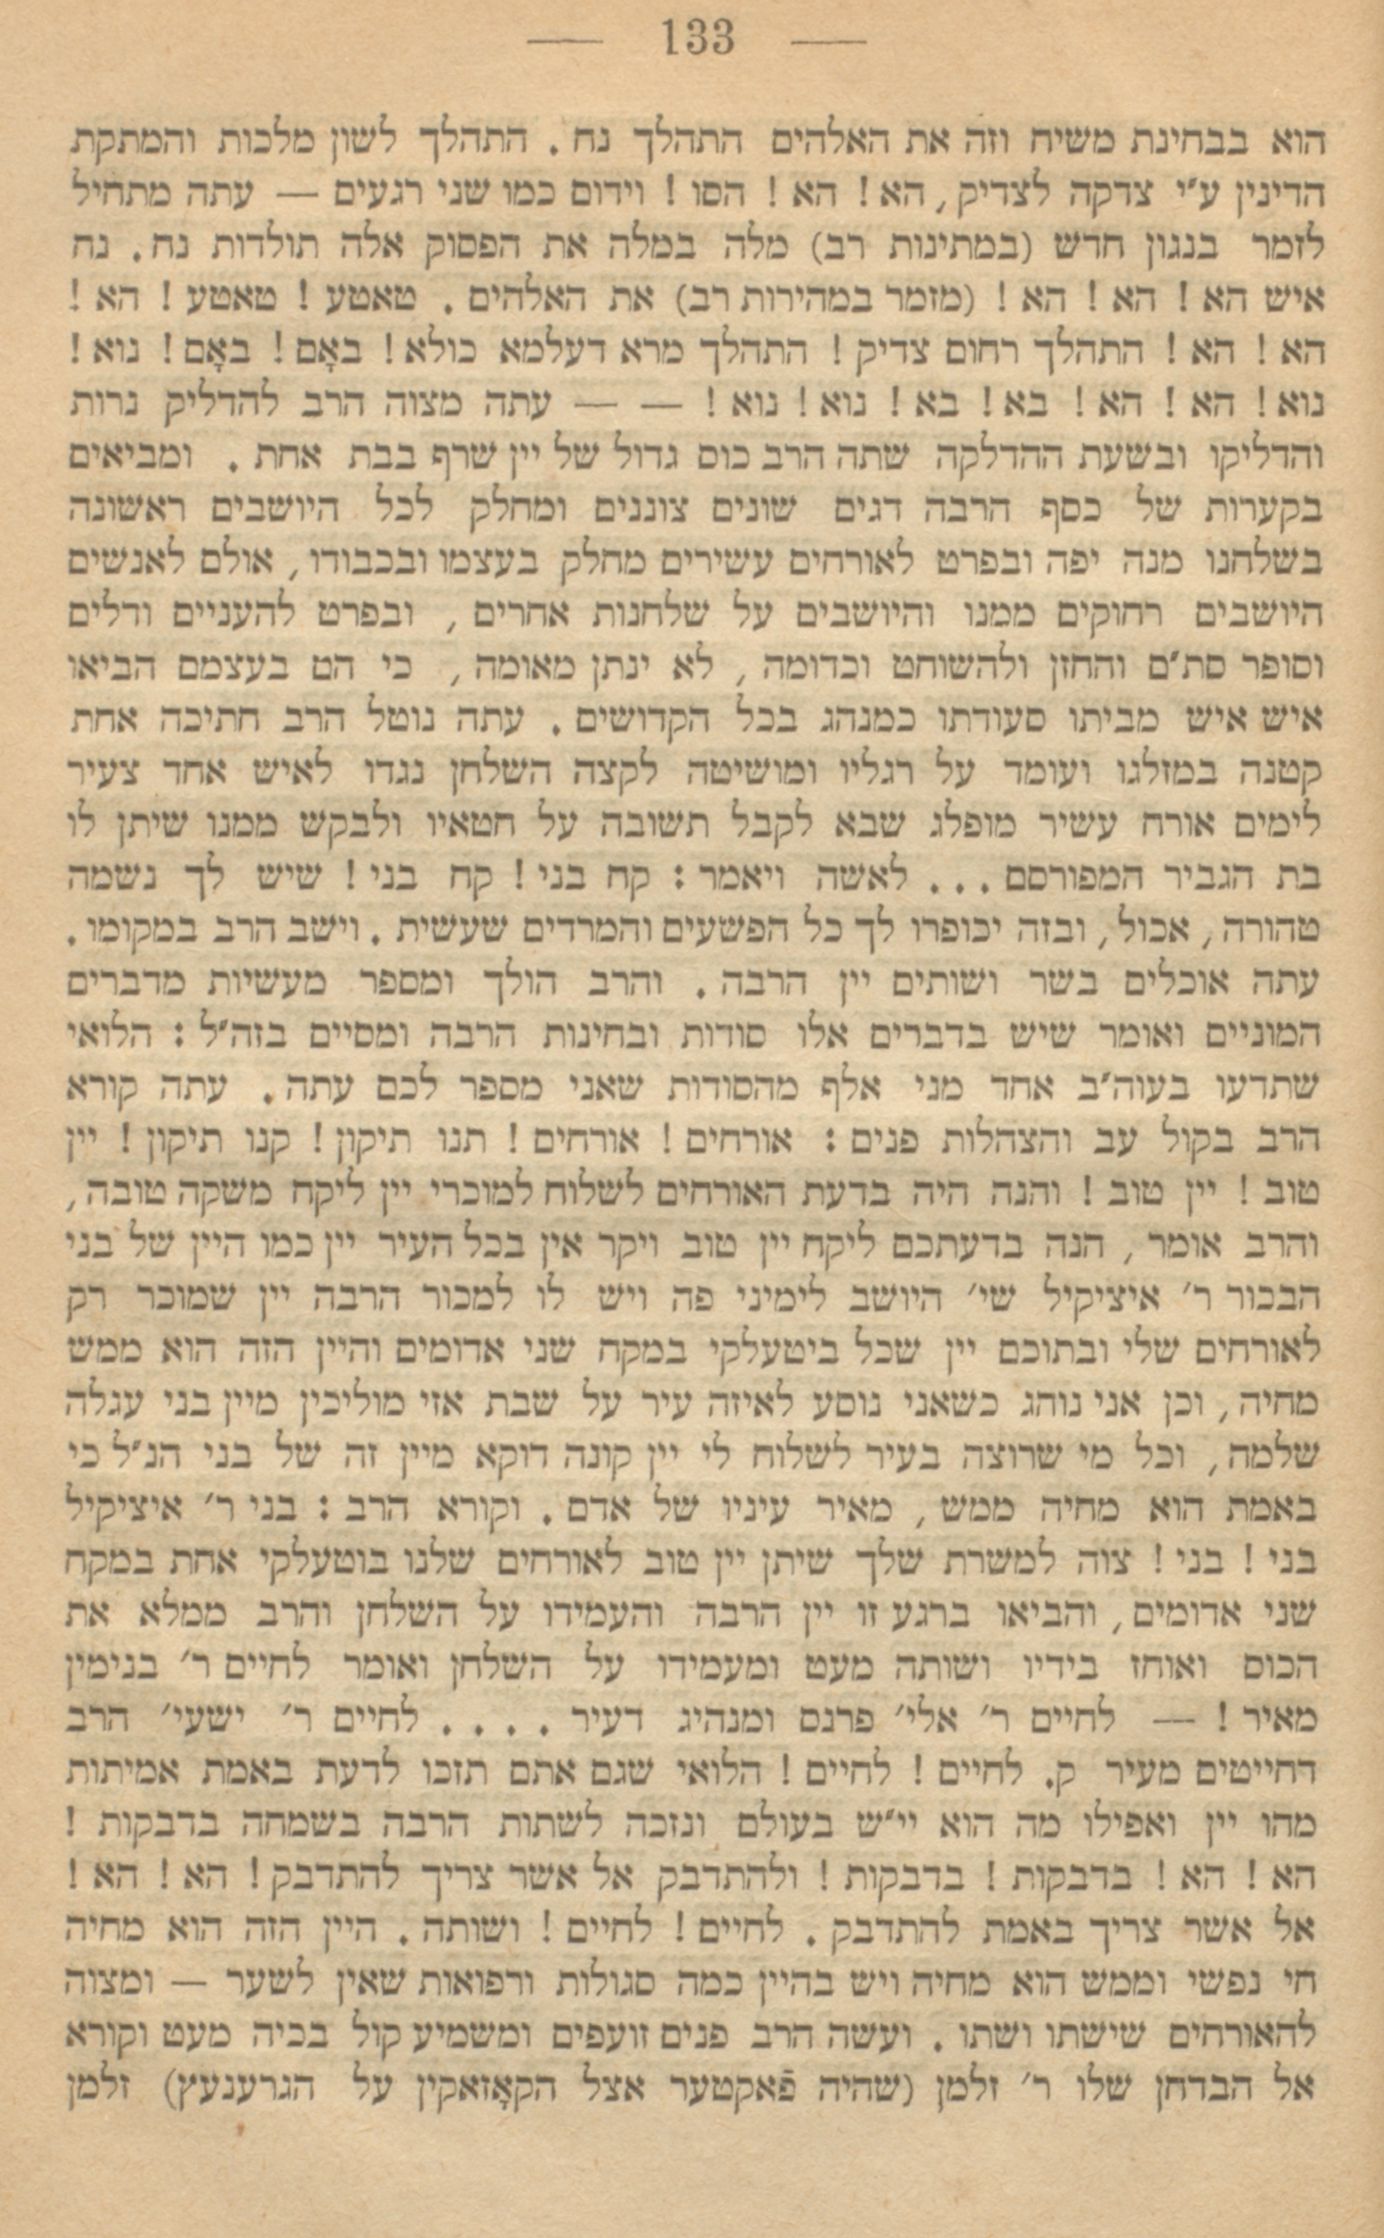 — 133 —
הוא בבחינת משיח וזה את האלהים התהלך נח. התהלך לשון מלכות והמתקת
הדינין ע״י צדקה לצדיק, הא! הא! הסו! וידום כמו שני רגעים — עתה מתחיל
לזמר בנגון חדש (במתינות רב) מלה במלה את הפסוק אלה תולדות נח. נח
איש הא! הא! הא! (מזמר במהירות רב) את האלהים. טאטע! טאטע! הא!
הא! הא! התהלך רחום צדיק! התהלך מרא דעלמא כולא! באָם! באָם! נוא!
נוא! הא! הא! בא! בא! נוא! נוא! — — עתה מצוה הרב להדליק נרות
והדליקו ובשעת ההדלקה שתה הרב כוס גדול של יין שרף בבת אחת. ומביאים
בקערות של כסף הרבה דגים שונים צוננים ומחלק לכל היושבים ראשונה
בשלחנו מנה יפה ובפרט לאורחים עשירים מחלק בעצמו ובכבודו, אולם לאנשים
היושבים רחוקים ממנו והיושבים על שלחנות אחרים, ובפרט להעניים ודלים
וסופר סת״ם והחזן ולהשוחט וכדומה, לא ינתן מאומה, כי הם בעצמם הביאו
איש איש מביתו סעודתו כמנהג בכל הקדושים. עתה נוטל הרב חתיכה אחת
קטנה במזלגו ועומד על רגליו ומושיטה לקצה השלחן נגדו לאיש אחד צעיר
לימים אורח עשיר מופלג שבא לקבל תשובה על חטאיו ולבקש ממנו שיתן לו
בת הגביר המפורסם... לאשה ויאמר: קח בני! קח בני! שיש לך נשמה
טהורה, אכול, ובזה יכופרו לך כל הפשעים והמרדים שעשית. וישב הרב במקומו.
עתה אוכלים בשר ושותים יין הרבה. והרב הולך ומספר מעשיות מדברים
המוניים ואומר שיש בדברים אלו סודות ובחינות הרבה ומסיים בזה״ל: הלואי
שתדעו בעוה״ב אחד מני אלף מהסודות שאני מספר לכם עתה. עתה קורא
הרב בקול עב והצהלות פנים: אורחים! אורחים! תנו תיקון! קנו תיקון! יין
טוב! יין טוב! והנה היה בדעת האורחים לשלוח למוכרי יין ליקח משקה טובה,
והרב אומר, הנה בדעתכם ליקח יין טוב ויקר אין בכל העיר יין כמו היין של בני
הבכור ר׳ איציקיל שי׳ היושב לימיני פה ויש לו למכור הרבה יין שמוכר רק
לאורחים שלי ובתוכם יין שכל ביטעלקי במקח שני אדומים והיין הזה הוא ממש
מחיה, וכן אני נוהג כשאני נוסע לאיזה עיר על שבת אזי מוליכין מיין בני עגלה
שלמה, וכל מי שרוצה בעיר לשלוח לי יין קונה דוקא מיין זה של בני הנ״ל כי
באמת הוא מחיה ממש, מאיר עיניו של אדם. וקורא הרב: בני ר׳ איציקיל
בני! בני! צוה למשרת שלך שיתן יין טוב לאורחים שלנו בוטעלקי אחת במקח
שני אדומים, והביאו ברגע זו יין הרבה והעמידו על השלחן והרב ממלא את
הכוס ואוחז בידיו ושותה מעט ומעמידו על השלחן ואומר לחיים ר׳ בנימין
מאיר! — לחיים ר׳ אלי׳ פרנס ומנהיג דעיר .... לחיים ר׳ ישעי׳ הרב
דחייטים מעיר ק. לחיים! לחיים! הלואי שגם אתם תזכו לדעת באמת אמיתות
מהו יין ואפילו מה הוא יי״ש בעולם ונזכה לשתות הרבה בשמחה בדבקות!
הא! הא! בדבקות! בדבקות! ולהתדבק אל אשר צריך להתדבק! הא! הא!
אל אשר צריך באמת להתדבק. לחיים! לחיים! ושותה. היין הזה הוא מחיה
חי נפשי וממש הוא מחיה ויש בהיין כמה סגולות ורפואות שאין לשער — ומצוה
להאורחים שישתו ושתו. ועשה הרב פנים זועפים ומשמיע קול בכיה מעט וקורא
אל הבדחן שלו ר׳ זלמן (שהיה פֿאקטער אצל הקאָזאקין על הגרענעץ) זלמן